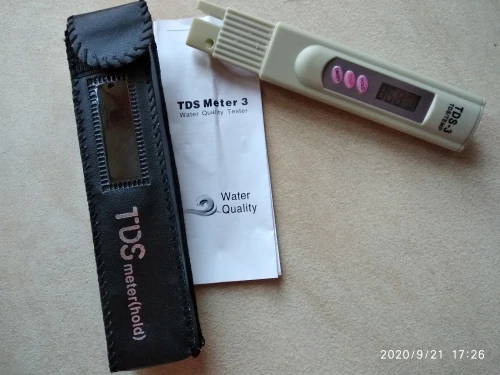 TDS
meter(hold)
TDS Meter 3
Water Quality Tester
Water
Quality
TDS-3
2020/9/21 17:26